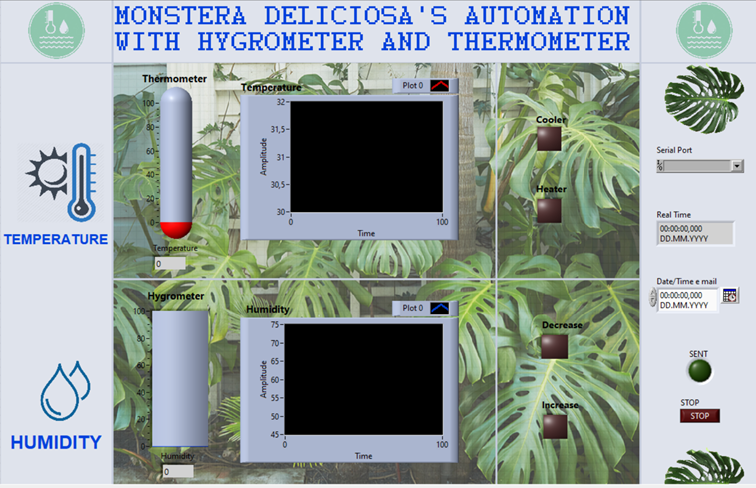 MONSTERA DELICIOSA'S AUTOMATION
WITH HYGROMETER AND THERMOMETER
TEMPERATURE
HUMIDITY
Thermometer
100
80
60
40
20
0
Temperature
0
Temperature
Plot 0
Amplitude
32
31,5
31
30,5
30
0
100
Time
Cooler
Heater
Hygrometer
100
80
60
40
20
0
Humidity
0
Humidity
Plot 0
Amplitude
75
70
65
60
55
50
45
0
100
Time
Decrease
Increase
Serial Port
Real Time
00:00:00,000
DD.MM.YYYY
Date/Time e mail
00:00:00,000
DD.MM.YYYY
SENT
STOP
STOP